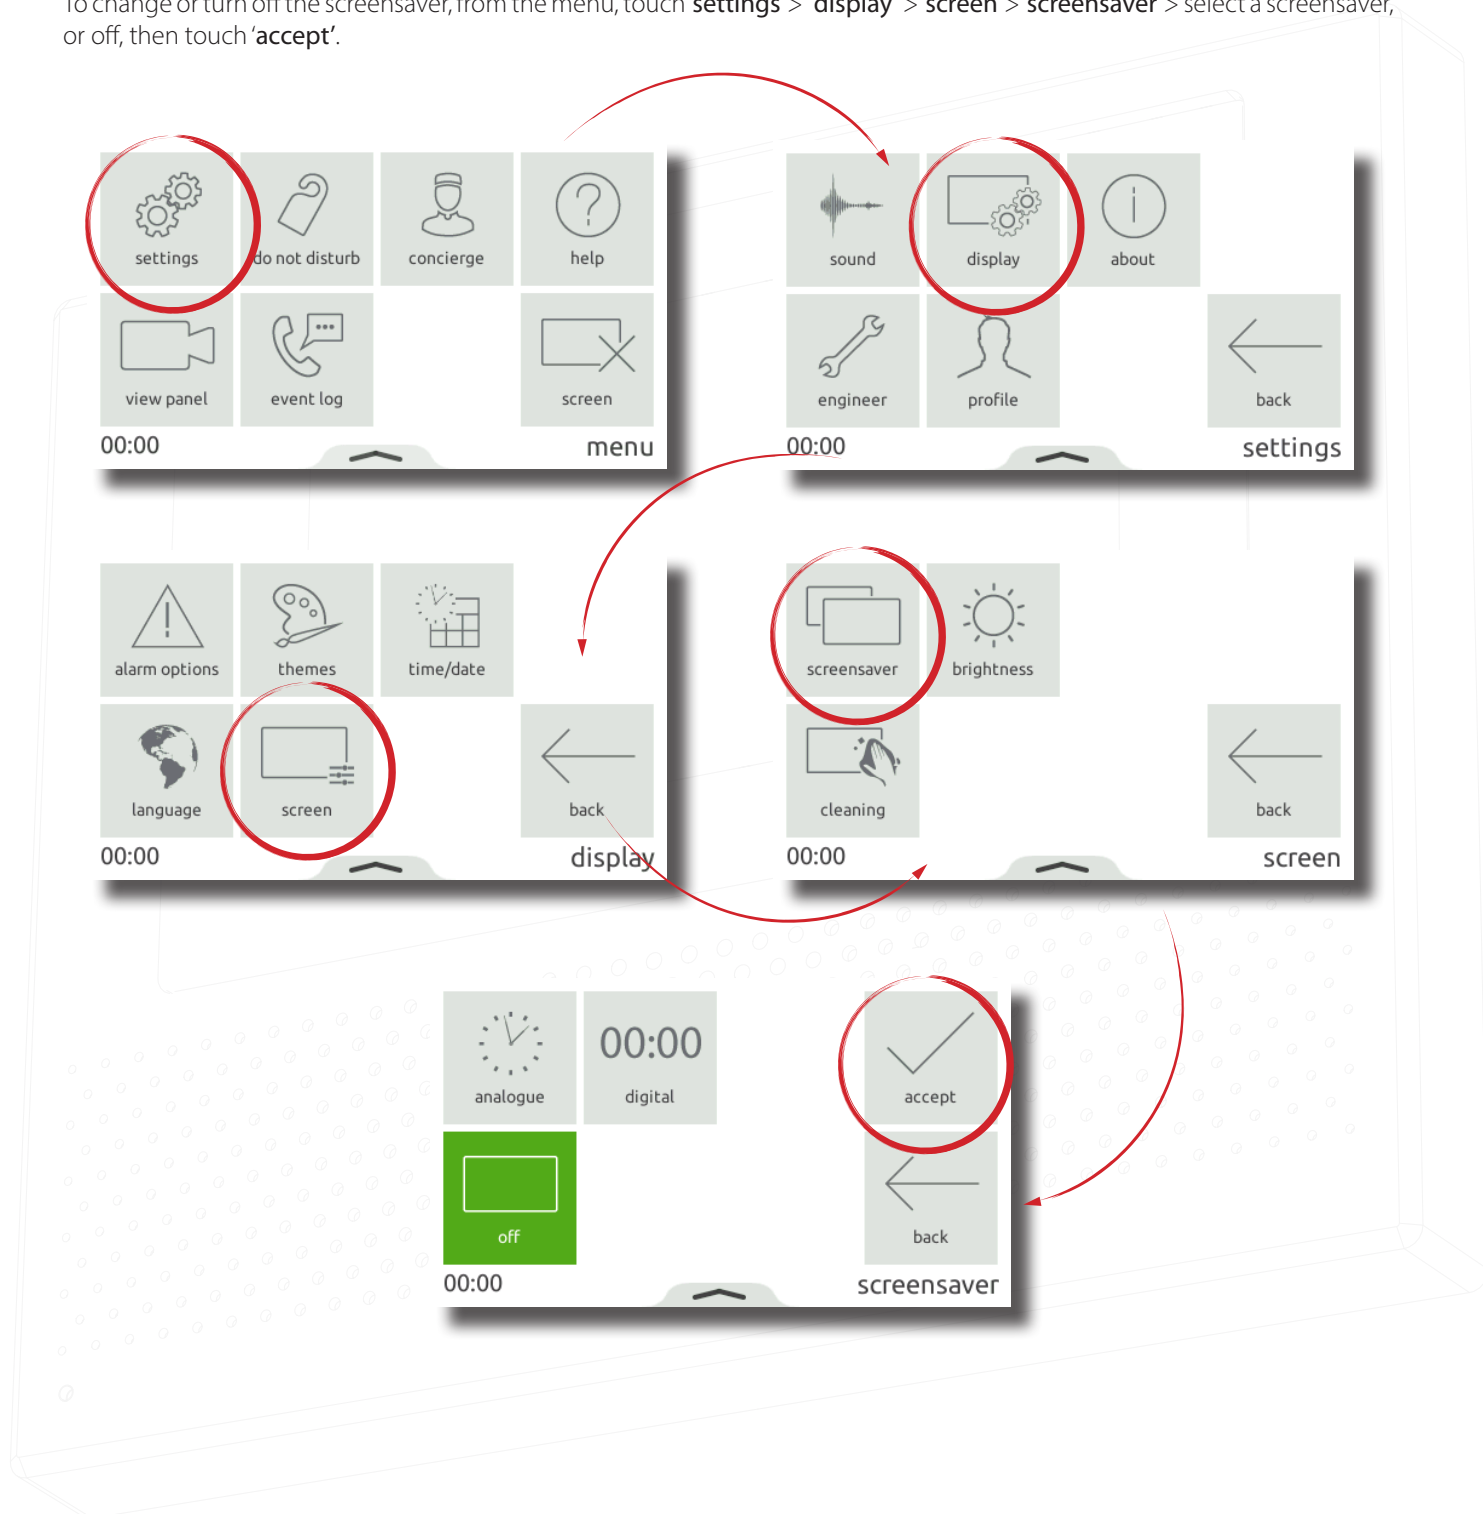 To change or turn off the screensaver, from the menu, touch settings > display > screen > screensaver > select a screensaver,
or off, then touch ‘accept’.
settings do not disturb concierge help
view panel event log screen
00:00 menu
sound display about
engineer profile back
00:00 settings
alarm options themes time/date
language screen back
00:00 display
screensaver brightness
cleaning back
00:00 screen
00:00
analogue digital accept
off back
00:00 screensaver